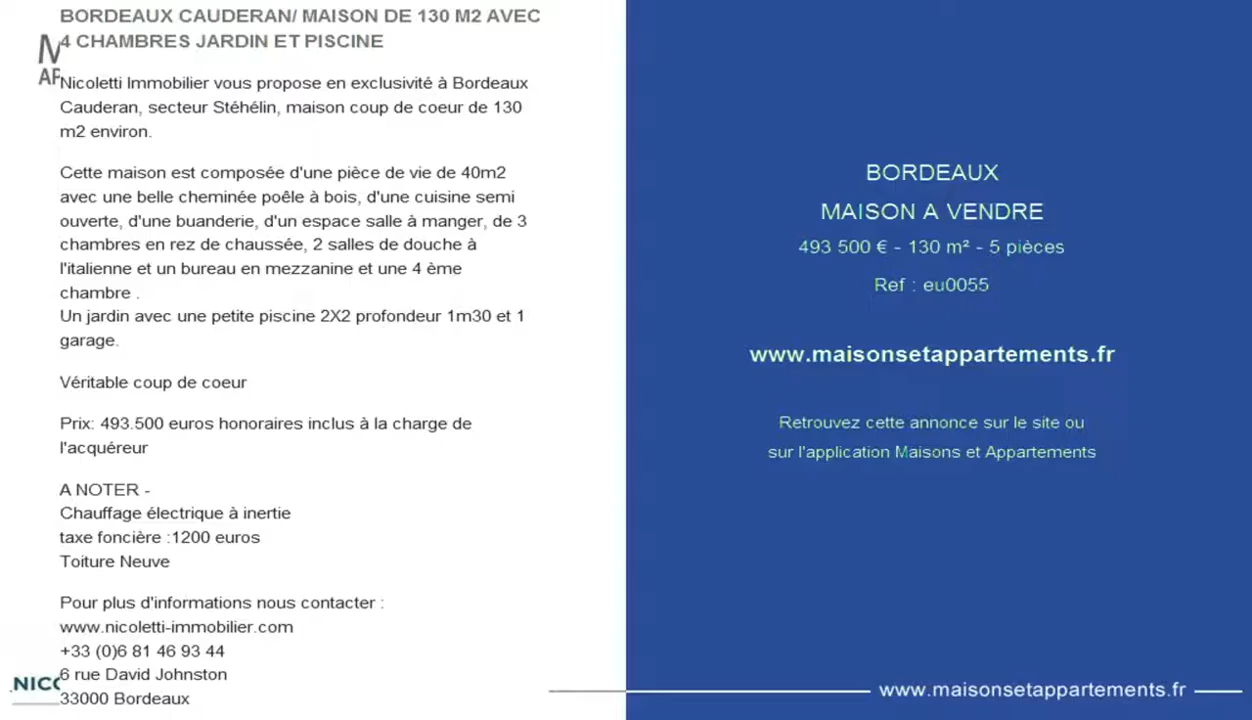 BORDEAUX CAUDERAN/ MAISON DE 130 M2 AVEC
4 CHAMBRES JARDIN ET PISCINE
Nicoletti Immobilier vous propose en exclusivité à Bordeaux
Cauderan, secteur Stéhélin, maison coup de coeur de 130
m2 environ.
Cette maison est composée d'une pièce de vie de 40m2
avec une belle cheminée poêle à bois, d'une cuisine semi
ouverte, d'une buanderie, d'un espace salle à manger, de 3
chambres en rez de chaussée, 2 salles de douche à
l'italienne et un bureau en mezzanine et une 4 ème
chambre .
Un jardin avec une petite piscine 2X2 profondeur 1m30 et 1
garage.
Véritable coup de coeur
Prix: 493.500 euros honoraires inclus à la charge de
l'acquéreur
A NOTER -
Chauffage électrique à inertie
taxe foncière :1200 euros
Toiture Neuve
Pour plus d'informations nous contacter :
www.nicoletti-immobilier.com
+33 (0)6 81 46 93 44
6 rue David Johnston
33000 Bordeaux
BORDEAUX
MAISON A VENDRE
493 500 € - 130 m² - 5 pièces
Ref : eu0055
www.maisonsetappartements.fr
Retrouvez cette annonce sur le site ou
sur l'application Maisons et Appartements
www.maisonsetappartements.fr